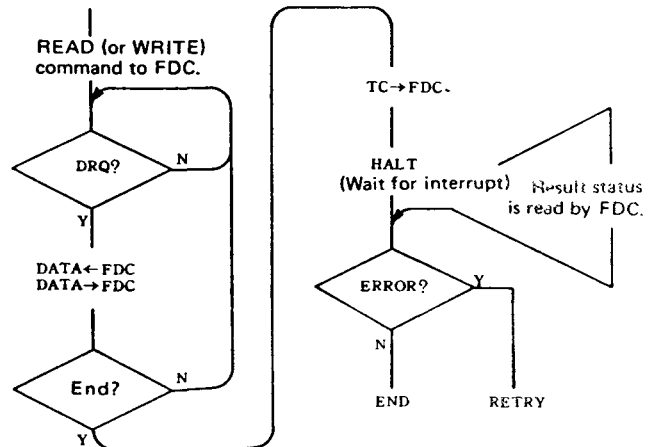 READ (or WRITE)
command to FDC.
DRQ?
N
Y
DATA←FDC
DATA→FDC
End?
N
Y
TC→FDC.
HALT
(Wait for interrupt)
Result status
is read by FDC.
ERROR?
Y
N
END
RETRY